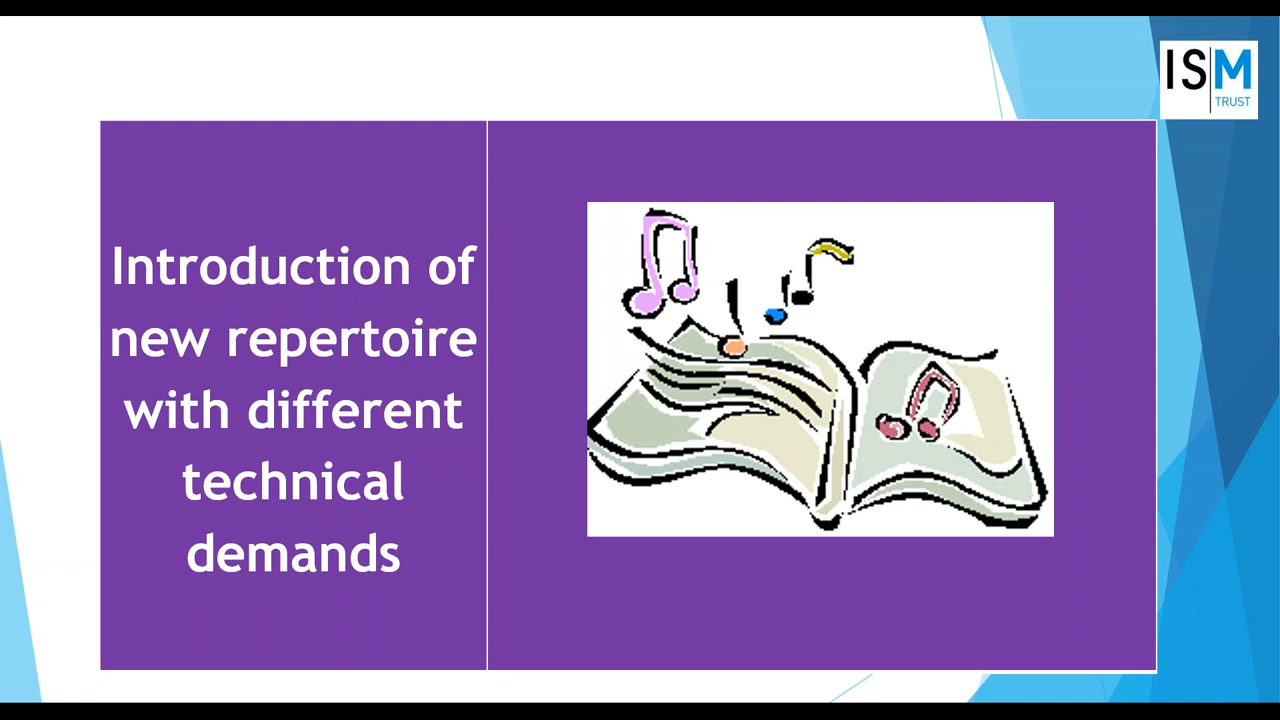 ISM
TRUST
Introduction of
new repertoire
with different
technical
demands